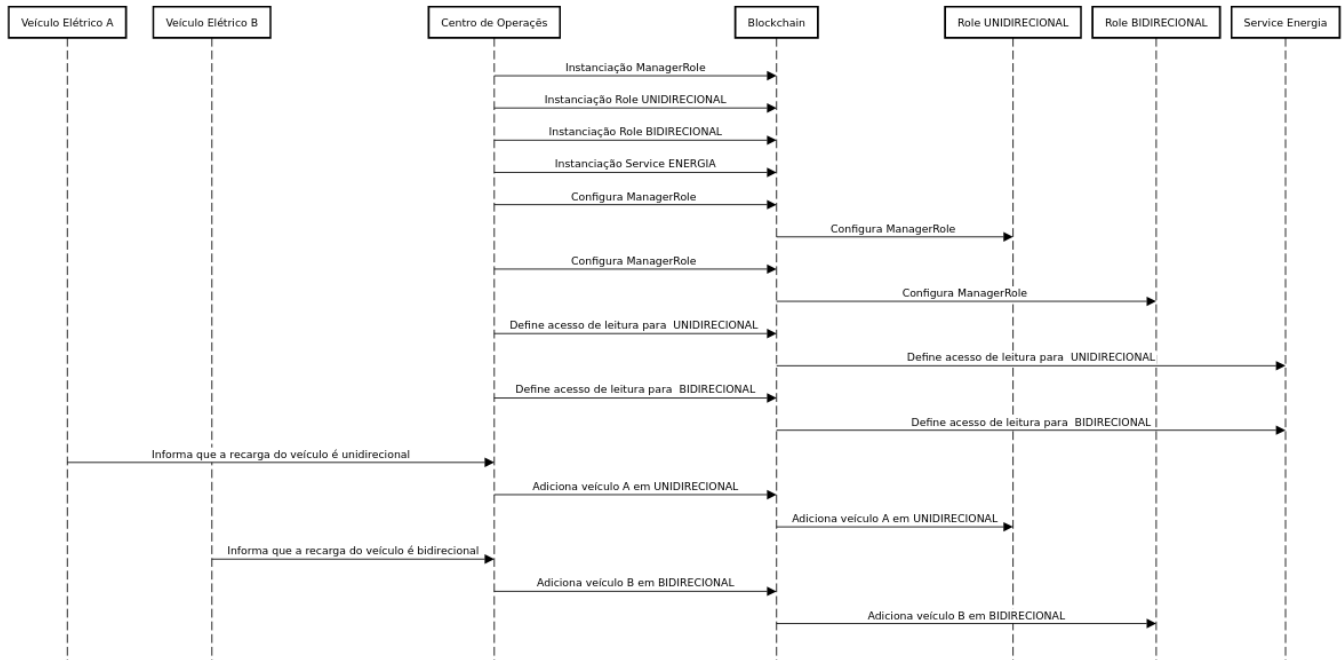 Veículo Elétrico A
Veículo Elétrico B
Centro de Operaçẽs
Blockchain
Role UNIDIRECIONAL
Role BIDIRECIONAL
Service Energia
Instanciação ManagerRole
Instanciação Role UNIDIRECIONAL
Instanciação Role BIDIRECIONAL
Instanciação Service ENERGIA
Configura ManagerRole
Configura ManagerRole
Configura ManagerRole
Configura ManagerRole
Define acesso de leitura para UNIDIRECIONAL
Define acesso de leitura para UNIDIRECIONAL
Define acesso de leitura para BIDIRECIONAL
Define acesso de leitura para BIDIRECIONAL
Informa que a recarga do veículo é unidirecional
Adiciona veículo A em UNIDIRECIONAL
Adiciona veículo A em UNIDIRECIONAL
Informa que a recarga do veículo é bidirecional
Adiciona veículo B em BIDIRECIONAL
Adiciona veículo B em BIDIRECIONAL